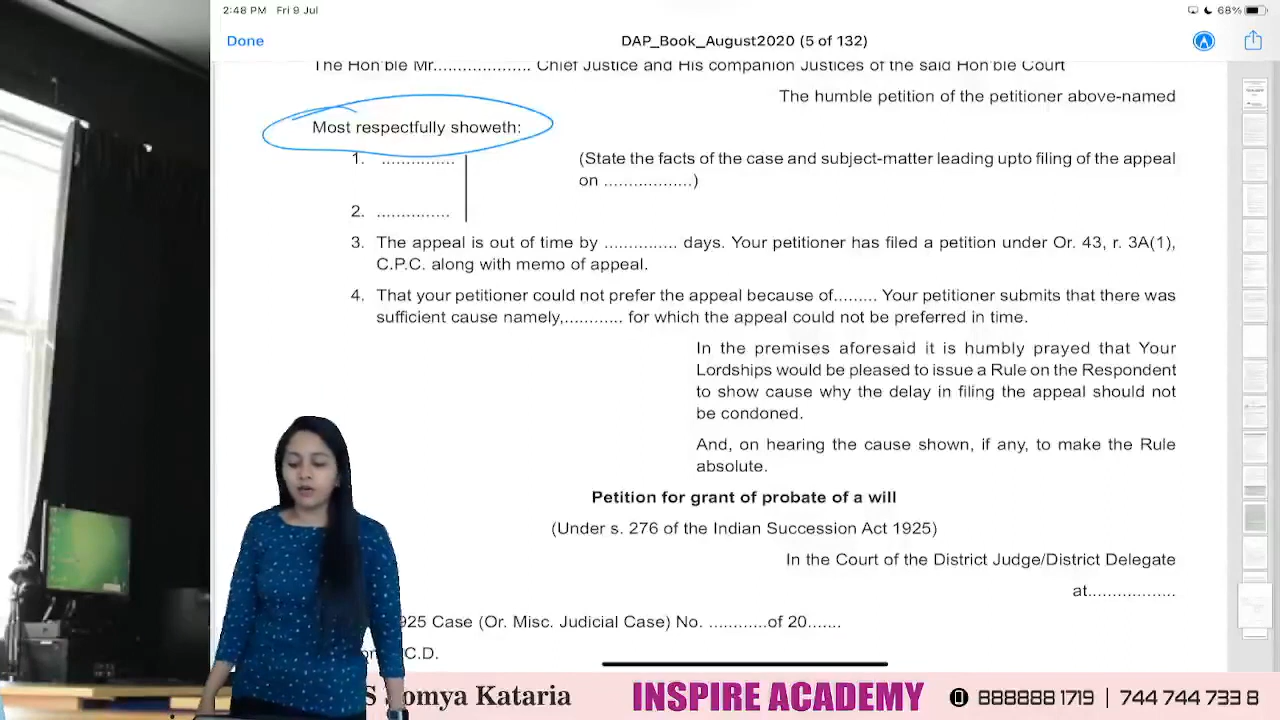 2:48 PM Fri 9 Jul
68%
Done
DAP_Book_August2020 (5 of 132)
The Hon'ble Mr.................... Chief Justice and His companion Justices of the said Hon'ble Court
The humble petition of the petitioner above-named
Most respectfully showeth:
1. ...............
(State the facts of the case and subject-matter leading upto filing of the appeal
on ..................)
2. ...............
3. The appeal is out of time by ............... days. Your petitioner has filed a petition under Or. 43, r. 3A(1),
C.P.C. along with memo of appeal.
4. That your petitioner could not prefer the appeal because of......... Your petitioner submits that there was
sufficient cause namely,............ for which the appeal could not be preferred in time.
In the premises aforesaid it is humbly prayed that Your
Lordships would be pleased to issue a Rule on the Respondent
to show cause why the delay in filing the appeal should not
be condoned.
And, on hearing the cause shown, if any, to make the Rule
absolute.
Petition for grant of probate of a will
(Under s. 276 of the Indian Succession Act 1925)
In the Court of the District Judge/District Delegate
at..................
925 Case (Or. Misc. Judicial Case) No. ............of 20.......
C.D.
Kataria
INSPIRE ACADEMY
888888 1719 | 744 744 733 8